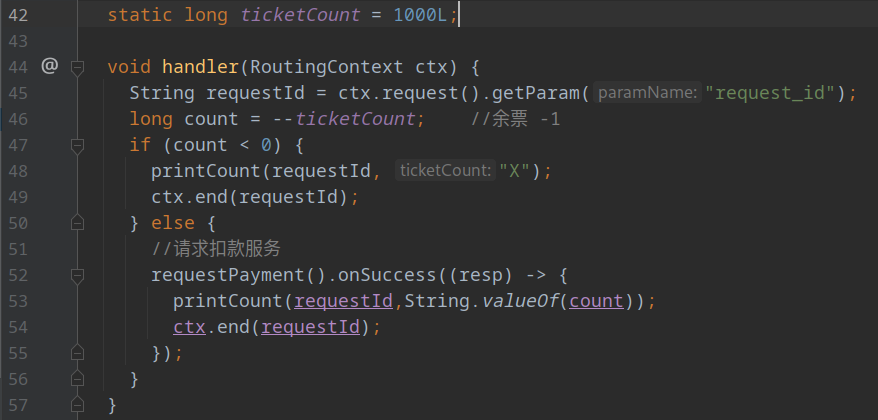 42 static long ticketCount = 1000L;
43
44 @ void handler(RoutingContext ctx) {
45 String requestId = ctx.request().getParam( paramName: "request_id");
46 long count = --ticketCount; //余票 -1
47 if (count < 0) {
48 printCount(requestId, ticketCount: "X");
49 ctx.end(requestId);
50 } else {
51 //请求扣款服务
52 requestPayment().onSuccess((resp) -> {
53 printCount(requestId,String.valueOf(count));
54 ctx.end(requestId);
55 });
56 }
57 }